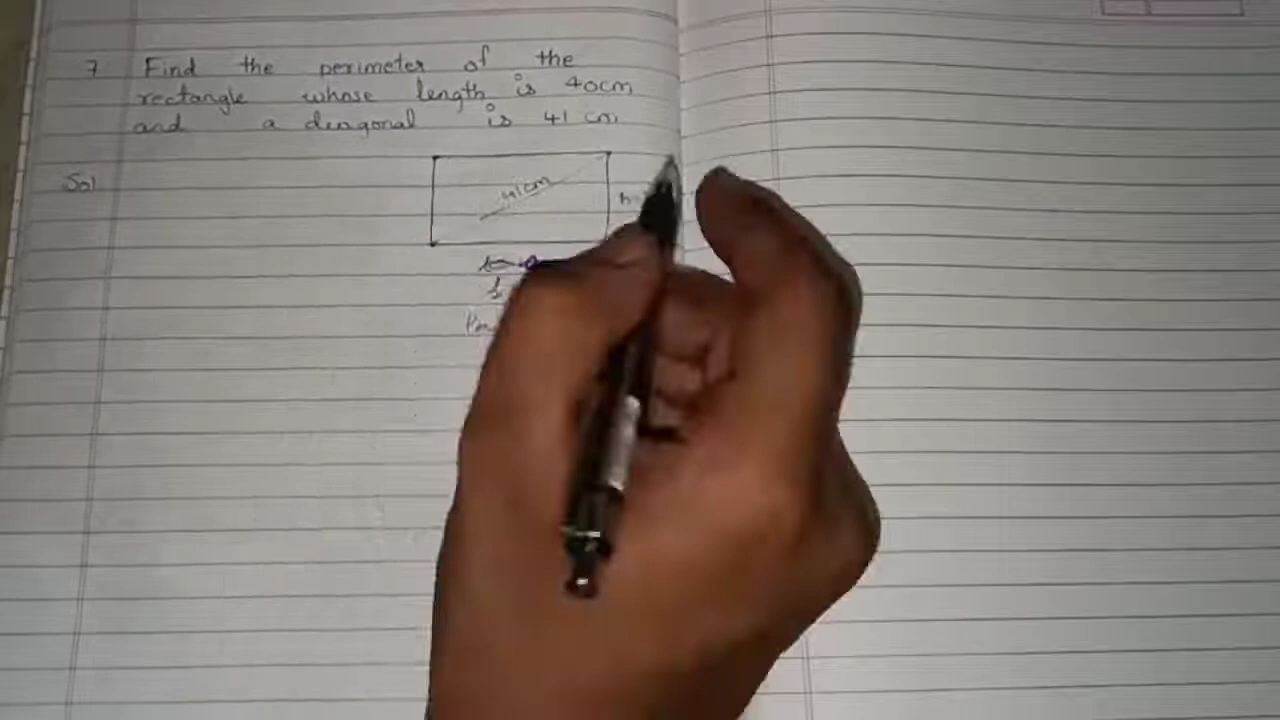 7 Find the perimeter of the
rectangle whose length is 40cm
and a diagonal is 41 cm
Sol
41cm